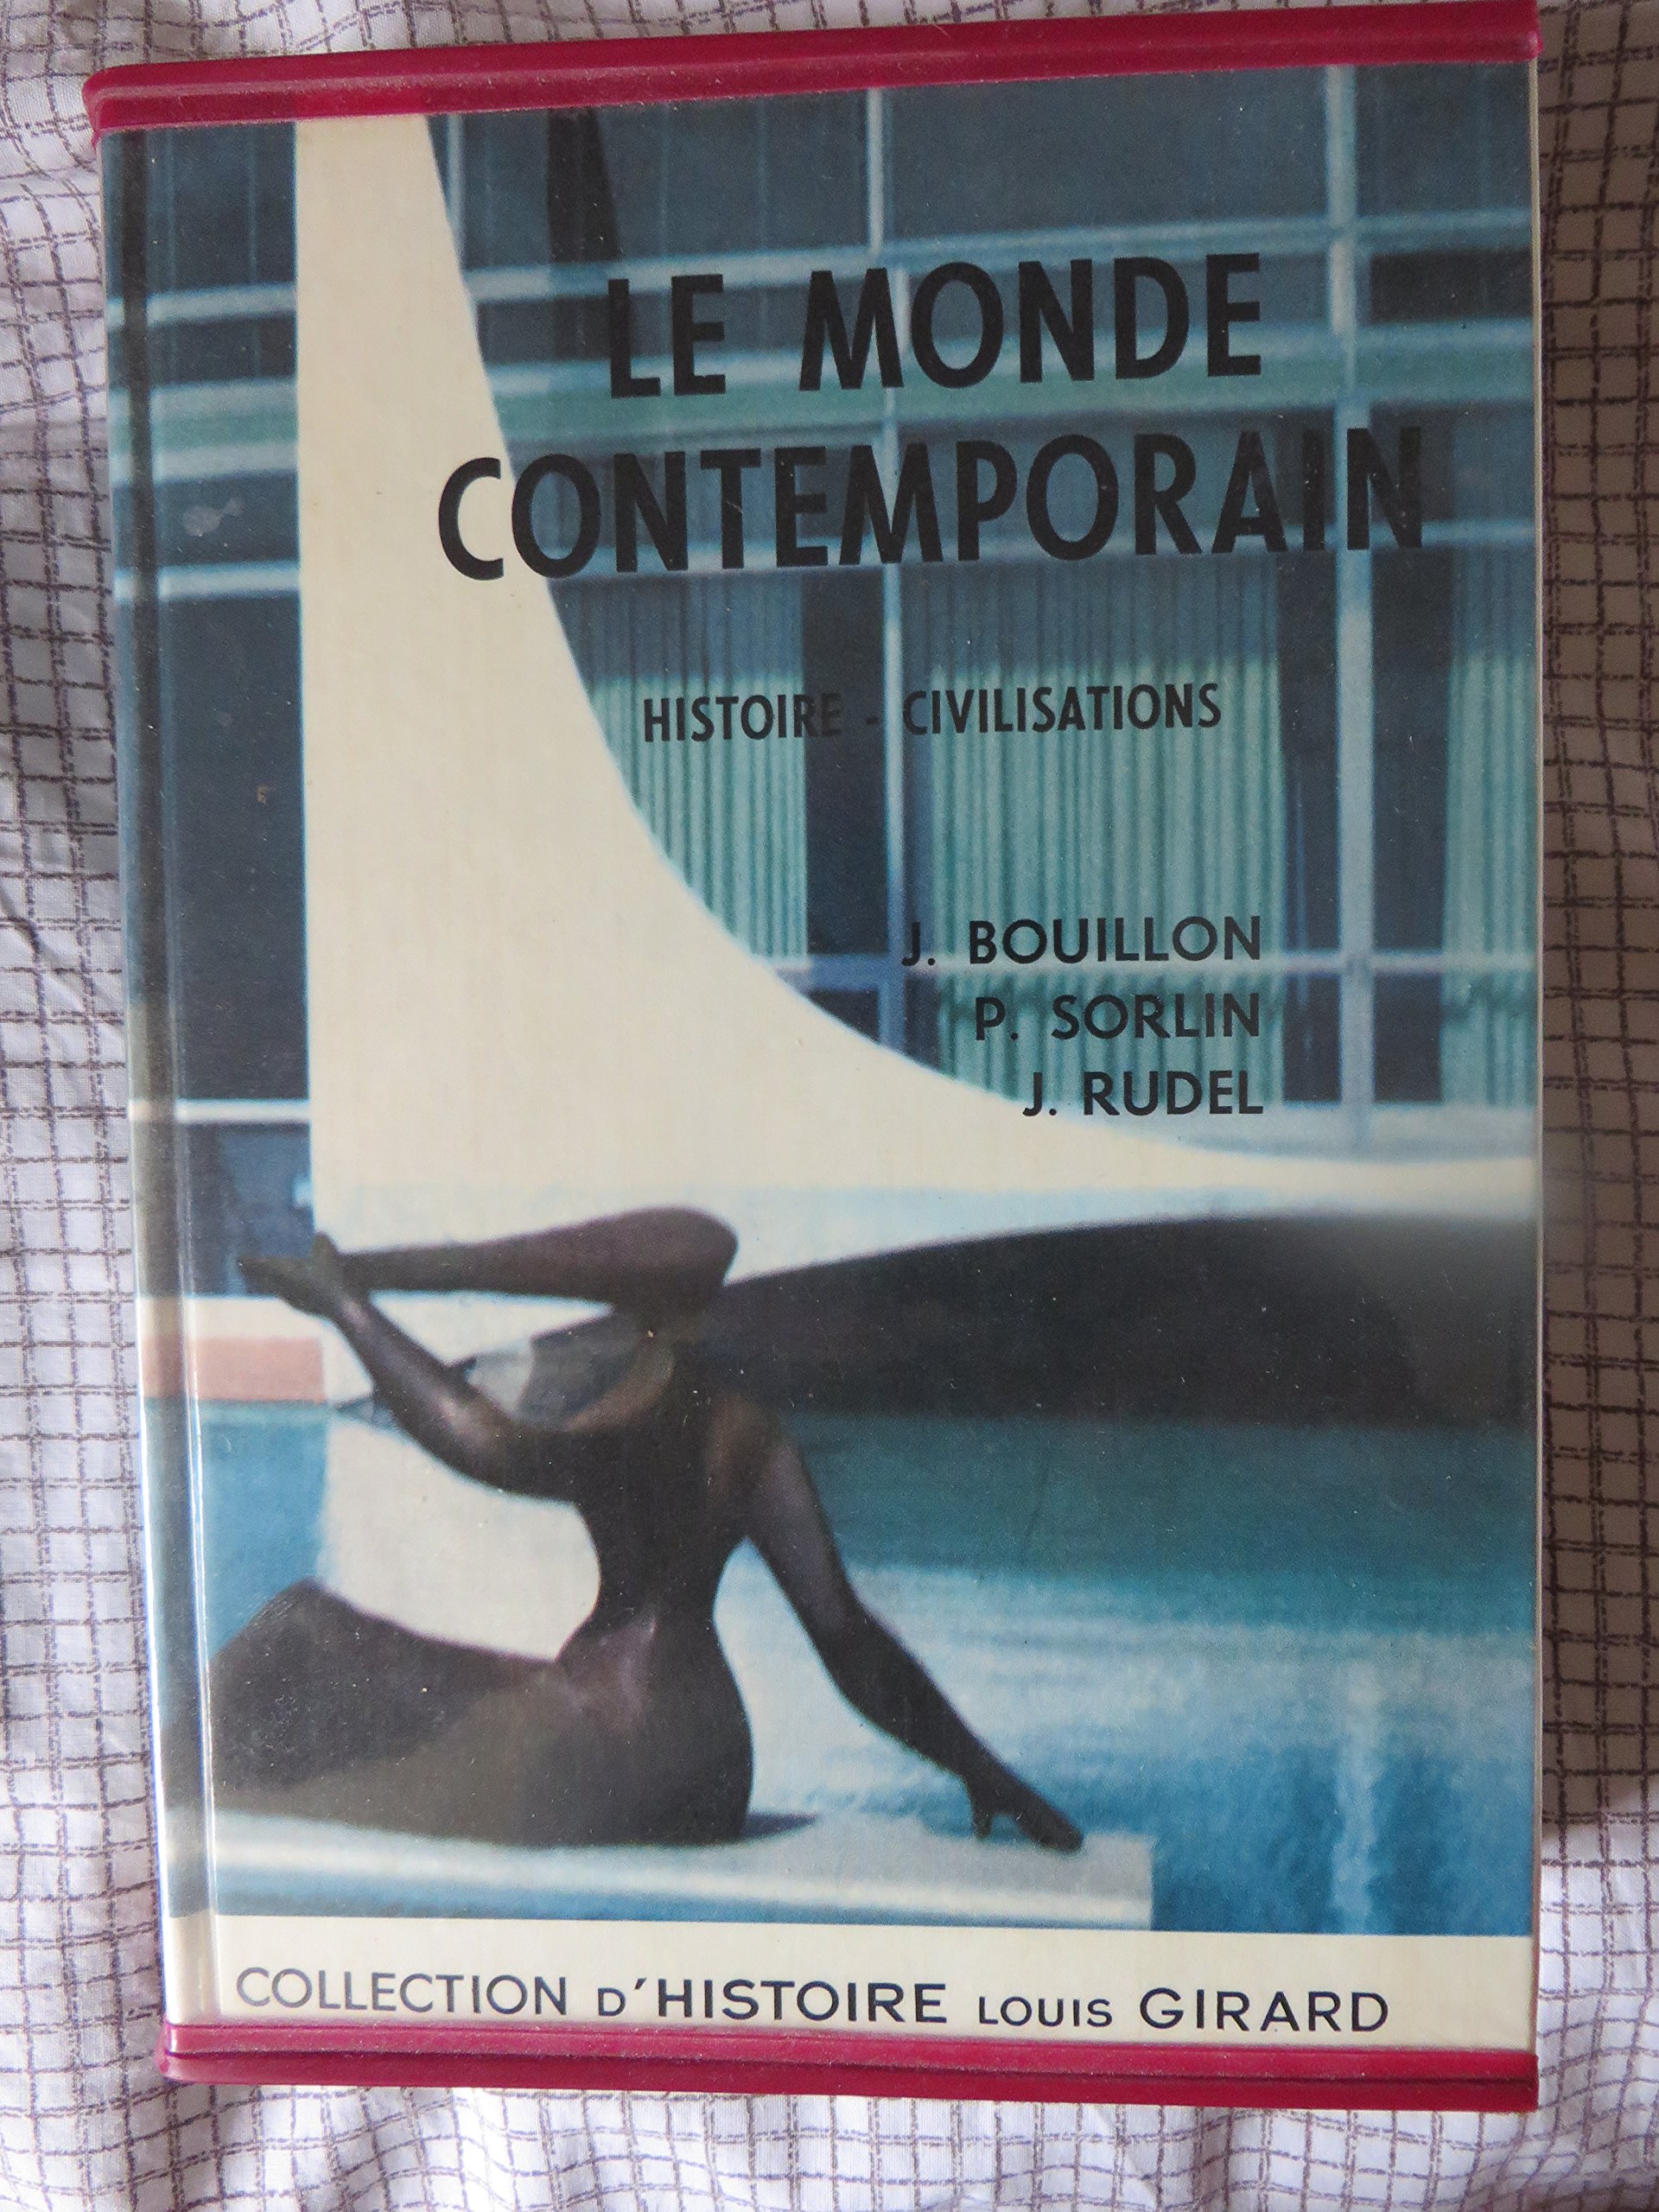 LE MONDE
CONTEMPORAIN
HISTOIRE - CIVILISATIONS
J. BOUILLON
P. SORLIN
J. RUDEL
COLLECTION D'HISTOIRE LOUIS GIRARD